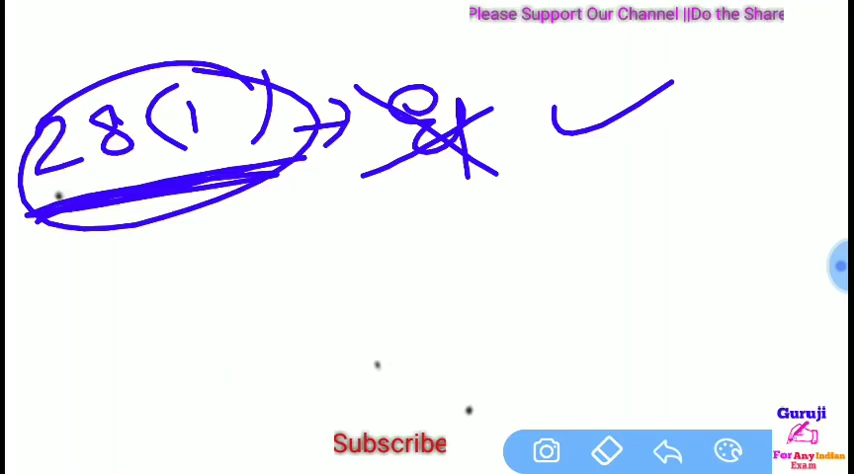 Please Support Our Channel ||Do the Share
28(1) →
Subscribe
Guruji
For Any Indian
Exam